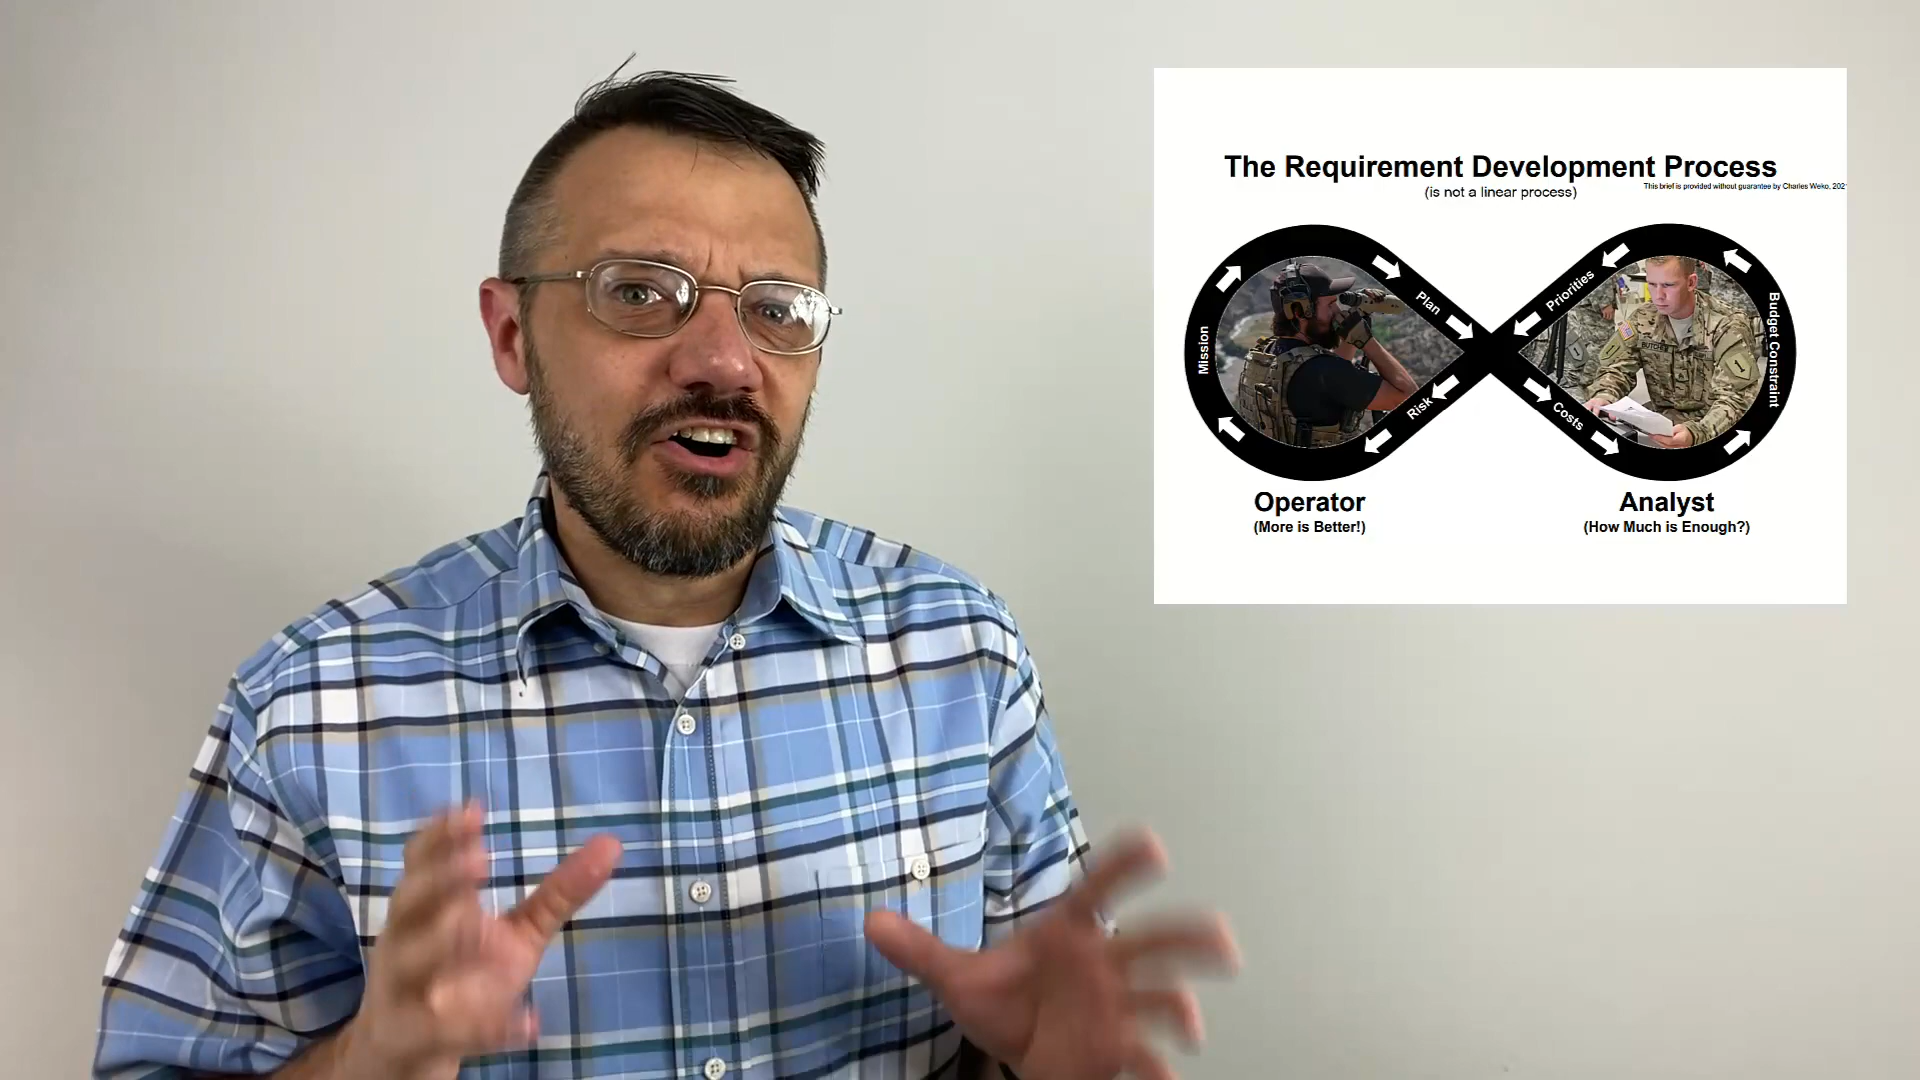 The Requirement Development Process
(is not a linear process)
This brief is provided without guarantee by Charles Weko, 202
Mission
Plan
Risk
Priorities
Costs
Budget Constraint
Operator
(More is Better!)
Analyst
(How Much is Enough?)